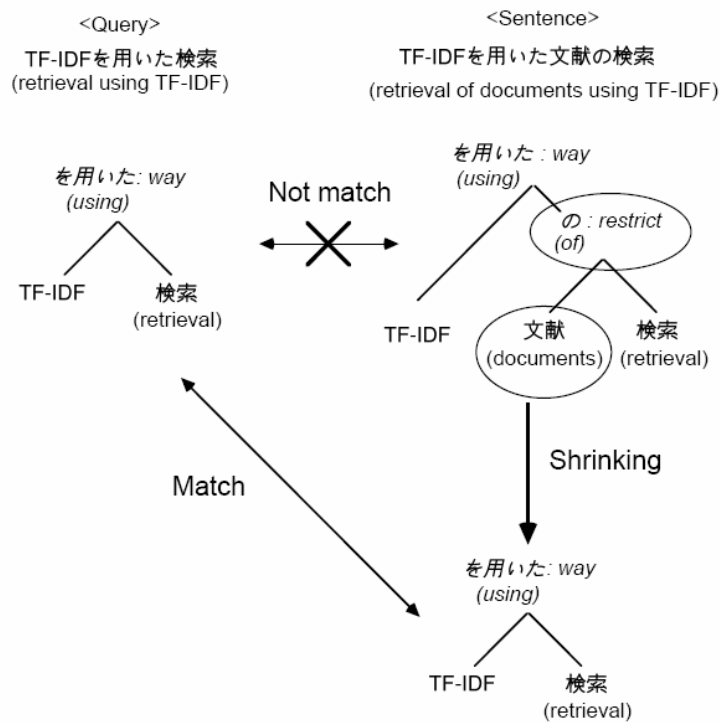 <Query>
TF-IDFを用いた検索
(retrieval using TF-IDF)
<Sentence>
TF-IDFを用いた文献の検索
(retrieval of documents using TF-IDF)
を用いた: way
(using)
TF-IDF
検索
(retrieval)
Not match
を用いた : way
(using)
の : restrict
(of)
TF-IDF
文献
(documents)
検索
(retrieval)
Match
Shrinking
を用いた: way
(using)
TF-IDF
検索
(retrieval)